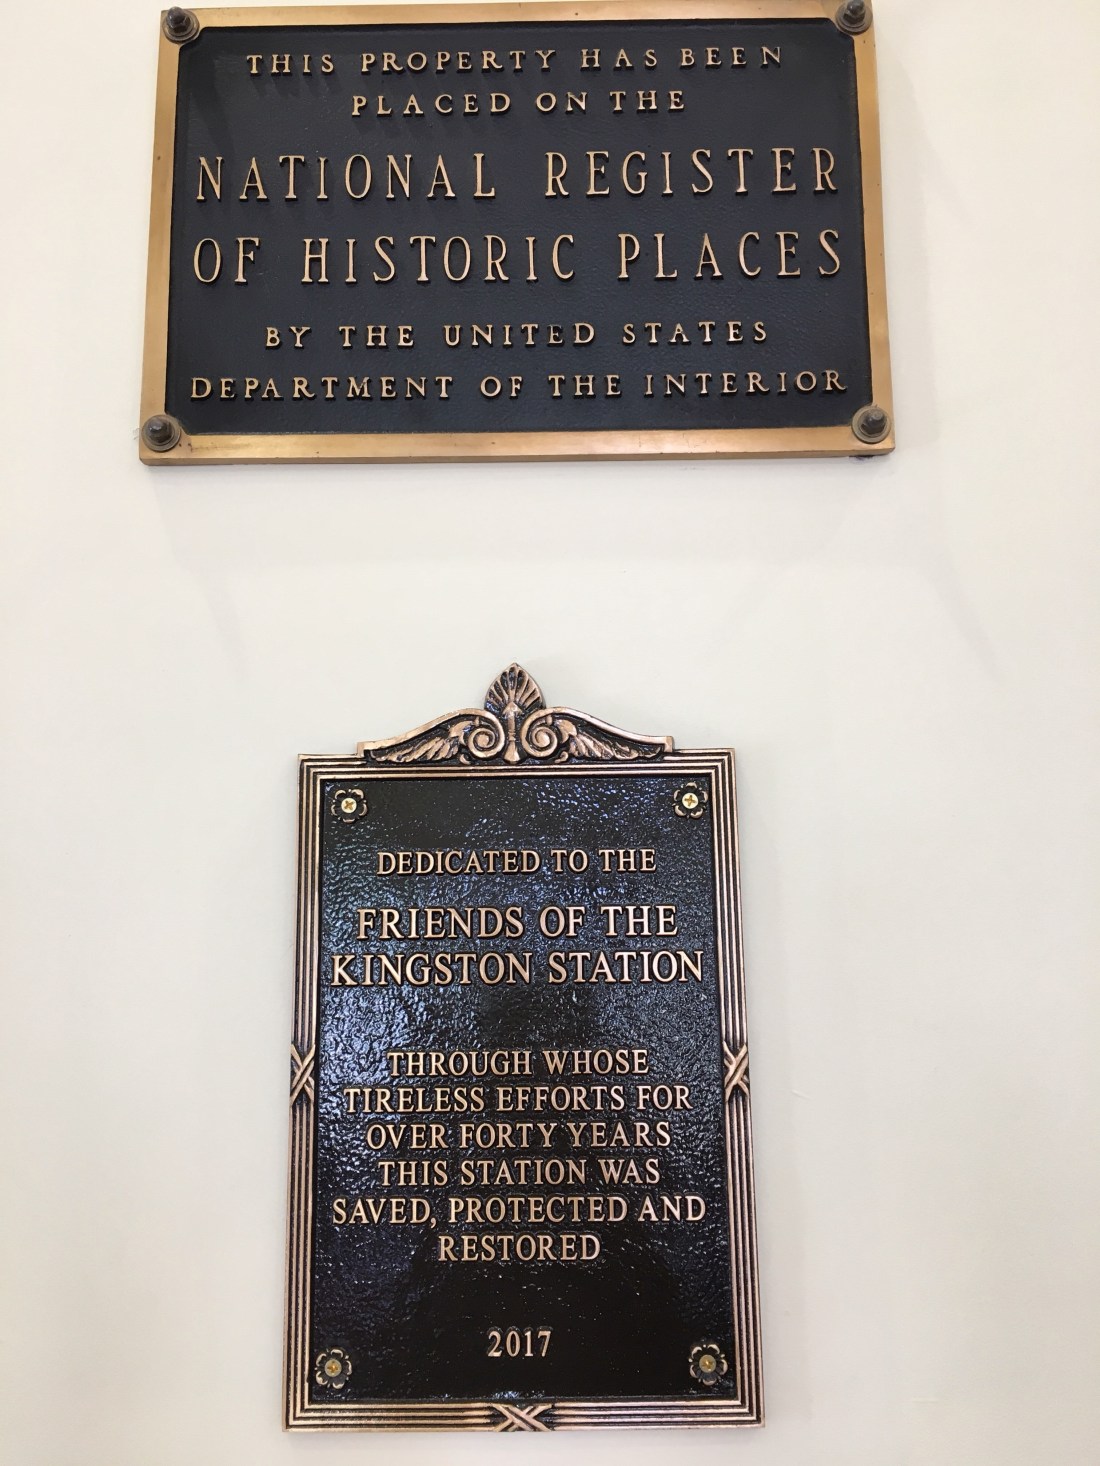 THIS PROPERTY HAS BEEN
PLACED ON THE
NATIONAL REGISTER
OF HISTORIC PLACES
BY THE UNITED STATES
DEPARTMENT OF THE INTERIOR
DEDICATED TO THE
FRIENDS OF THE
KINGSTON STATION
THROUGH WHOSE
TIRELESS EFFORTS FOR
OVER FORTY YEARS
THIS STATION WAS
SAVED, PROTECTED AND
RESTORED
2017